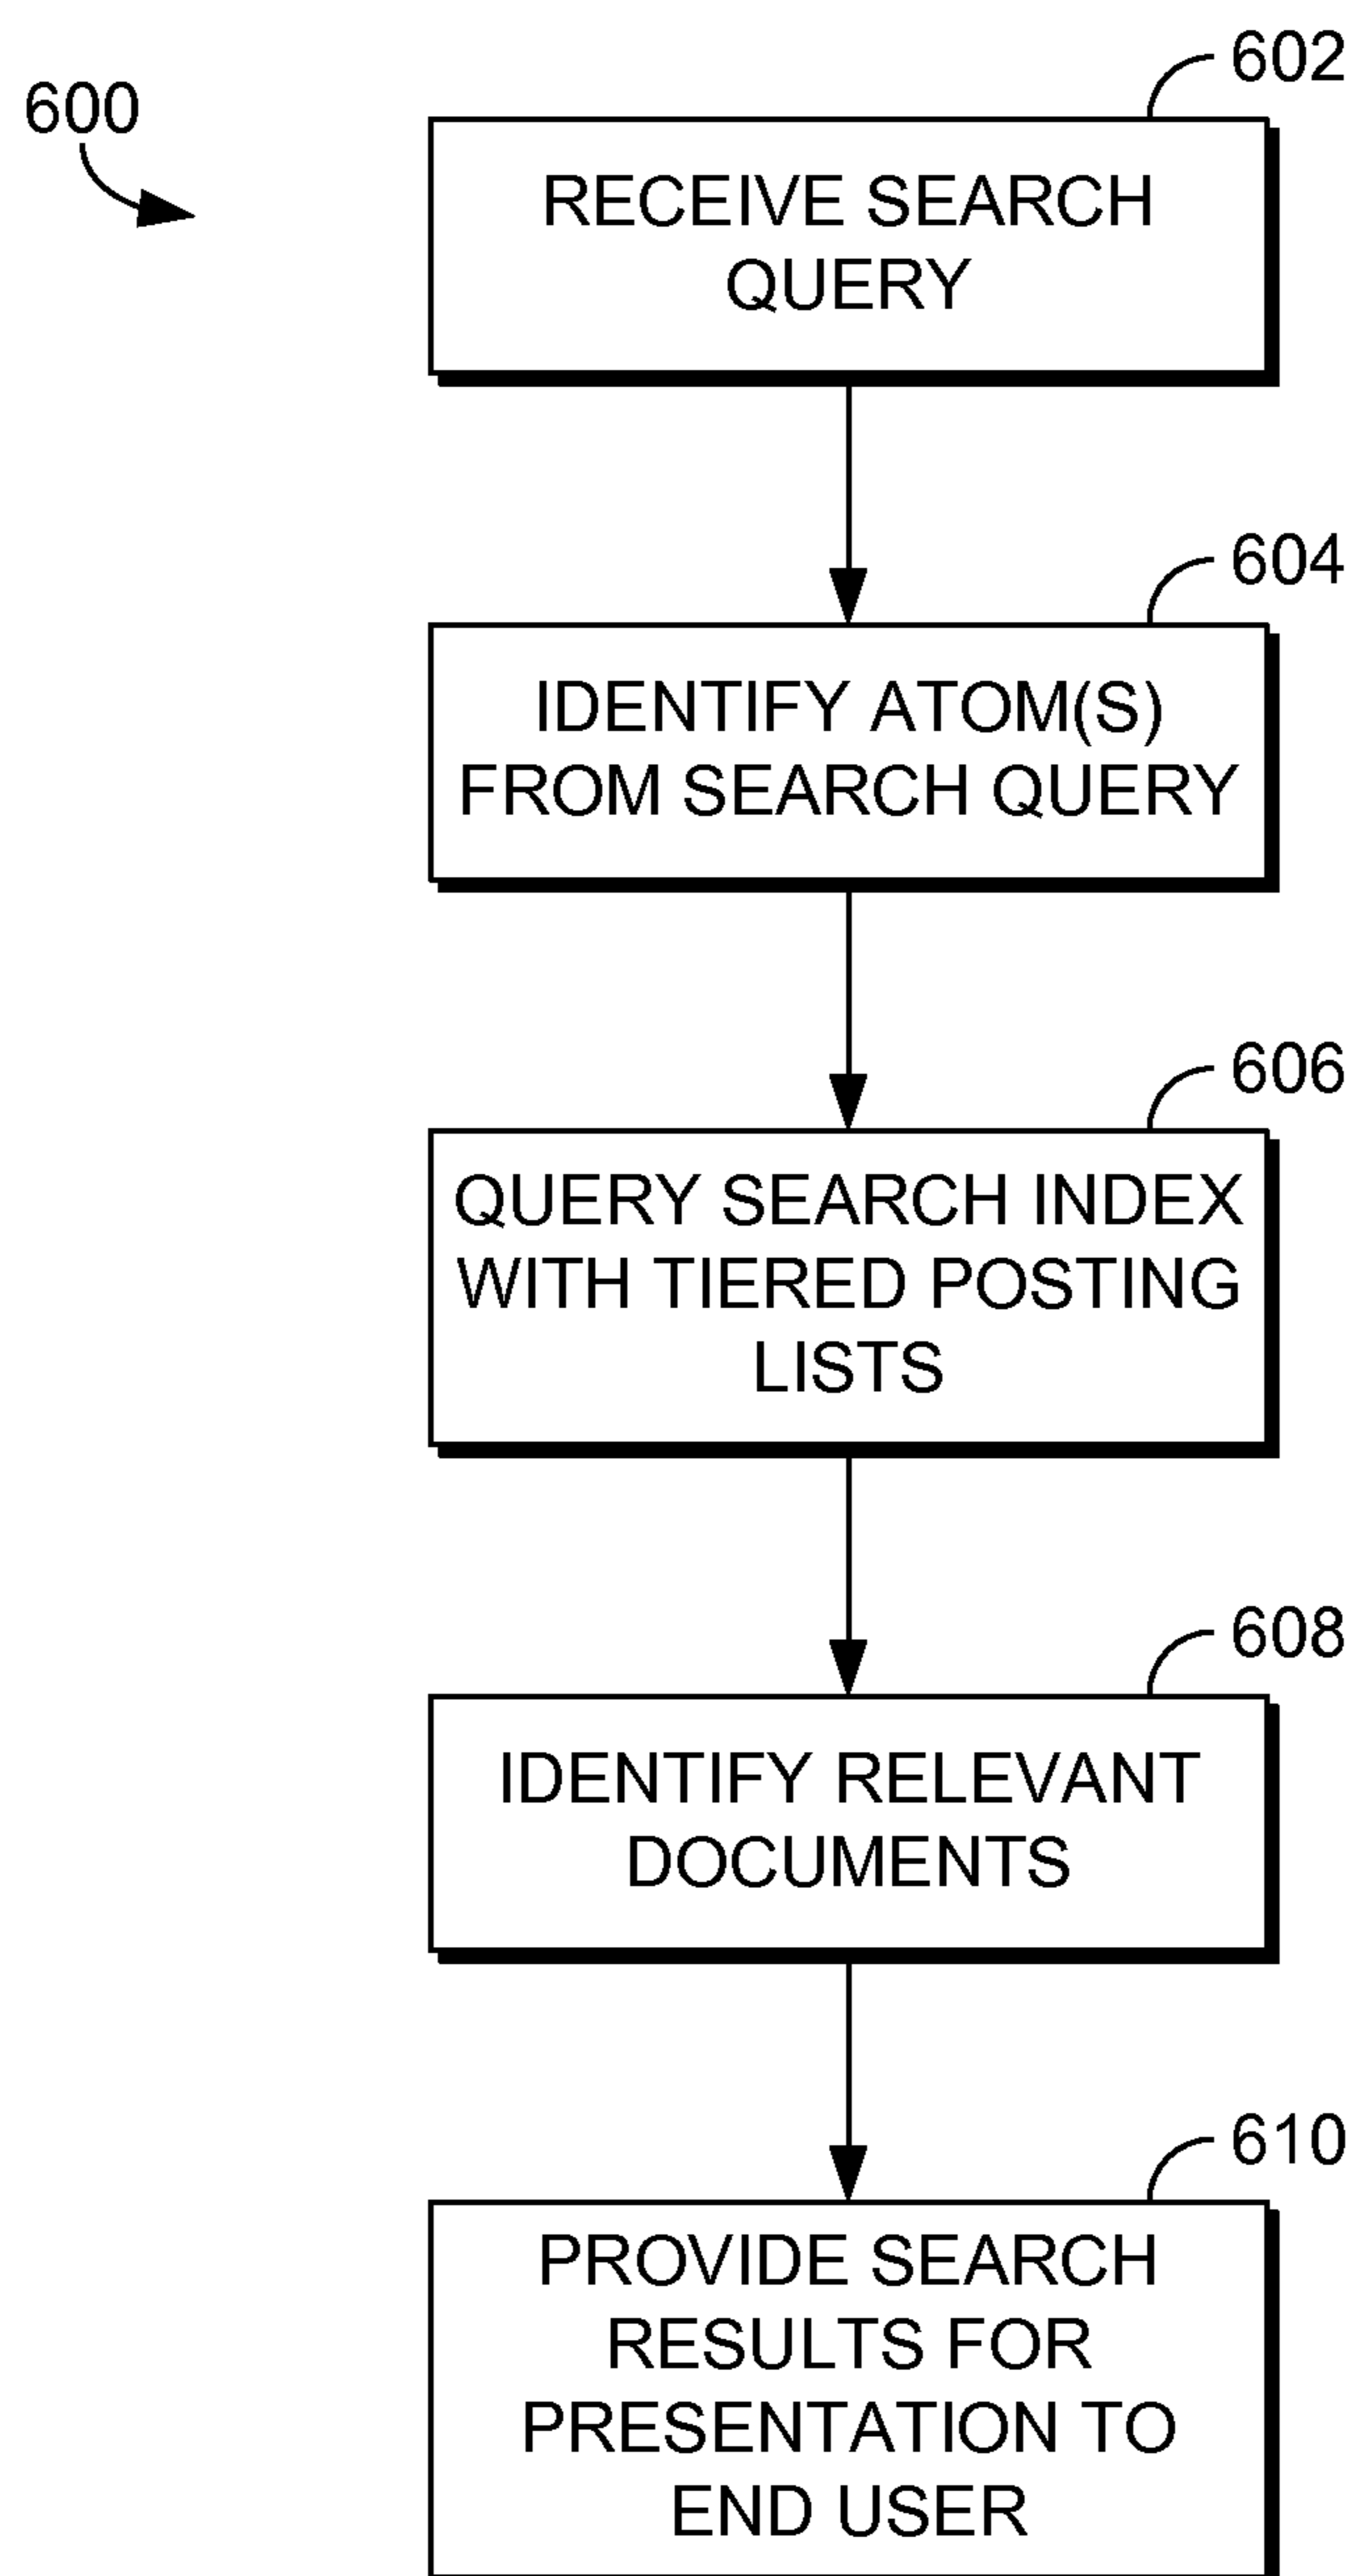 600
602
RECEIVE SEARCH
QUERY
604
IDENTIFY ATOM(S)
FROM SEARCH QUERY
606
QUERY SEARCH INDEX
WITH TIERED POSTING
LISTS
608
IDENTIFY RELEVANT
DOCUMENTS
610
PROVIDE SEARCH
RESULTS FOR
PRESENTATION TO
END USER